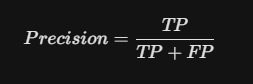 Precision = TP / TP + FP